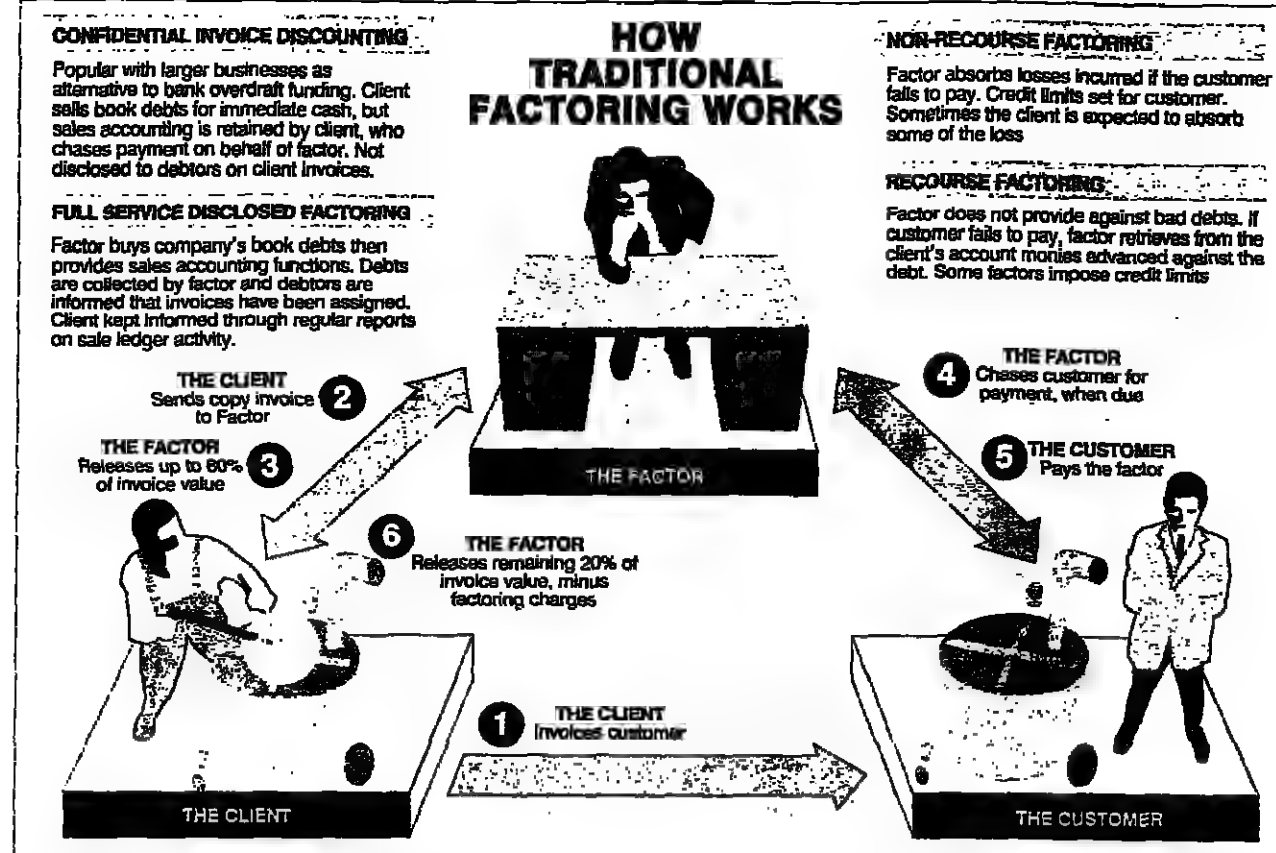 HOW
TRADITIONAL
FACTORING WORKS
CONFIDENTIAL INVOICE DISCOUNTING
Popular with larger businesses as
alternative to bank overdraft funding. Client
sells book debts for immediate cash, but
sales accounting is retained by client, who
chases payment on behalf of factor. Not
disclosed to debtors on client invoices.
FULL SERVICE DISCLOSED FACTORING
Factor buys company's book debts then
provides sales accounting functions. Debts
are collected by factor and debtors are
informed that invoices have been assigned.
Client kept informed through regular reports
on sale ledger activity.
NON-RECOURSE FACTORING
Factor absorbs losses incurred if the customer
fails to pay. Credit limits set for customer.
Sometimes the client is expected to absorb
some of the loss
RECOURSE FACTORING
Factor does not provide against bad debts. If
customer fails to pay, factor retrieves from the
client's account monies advanced against the
debt. Some factors impose credit limits
1
THE CLIENT
Invoices customer
2
THE CLIENT
Sends copy invoice
to Factor
3
THE FACTOR
Releases up to 80%
of invoice value
4
THE FACTOR
Chases customer for
payment, when due
5
THE CUSTOMER
Pays the factor
6
THE FACTOR
Releases remaining 20% of
invoice value, minus
factoring charges
THE FACTOR
THE CLIENT
THE CUSTOMER